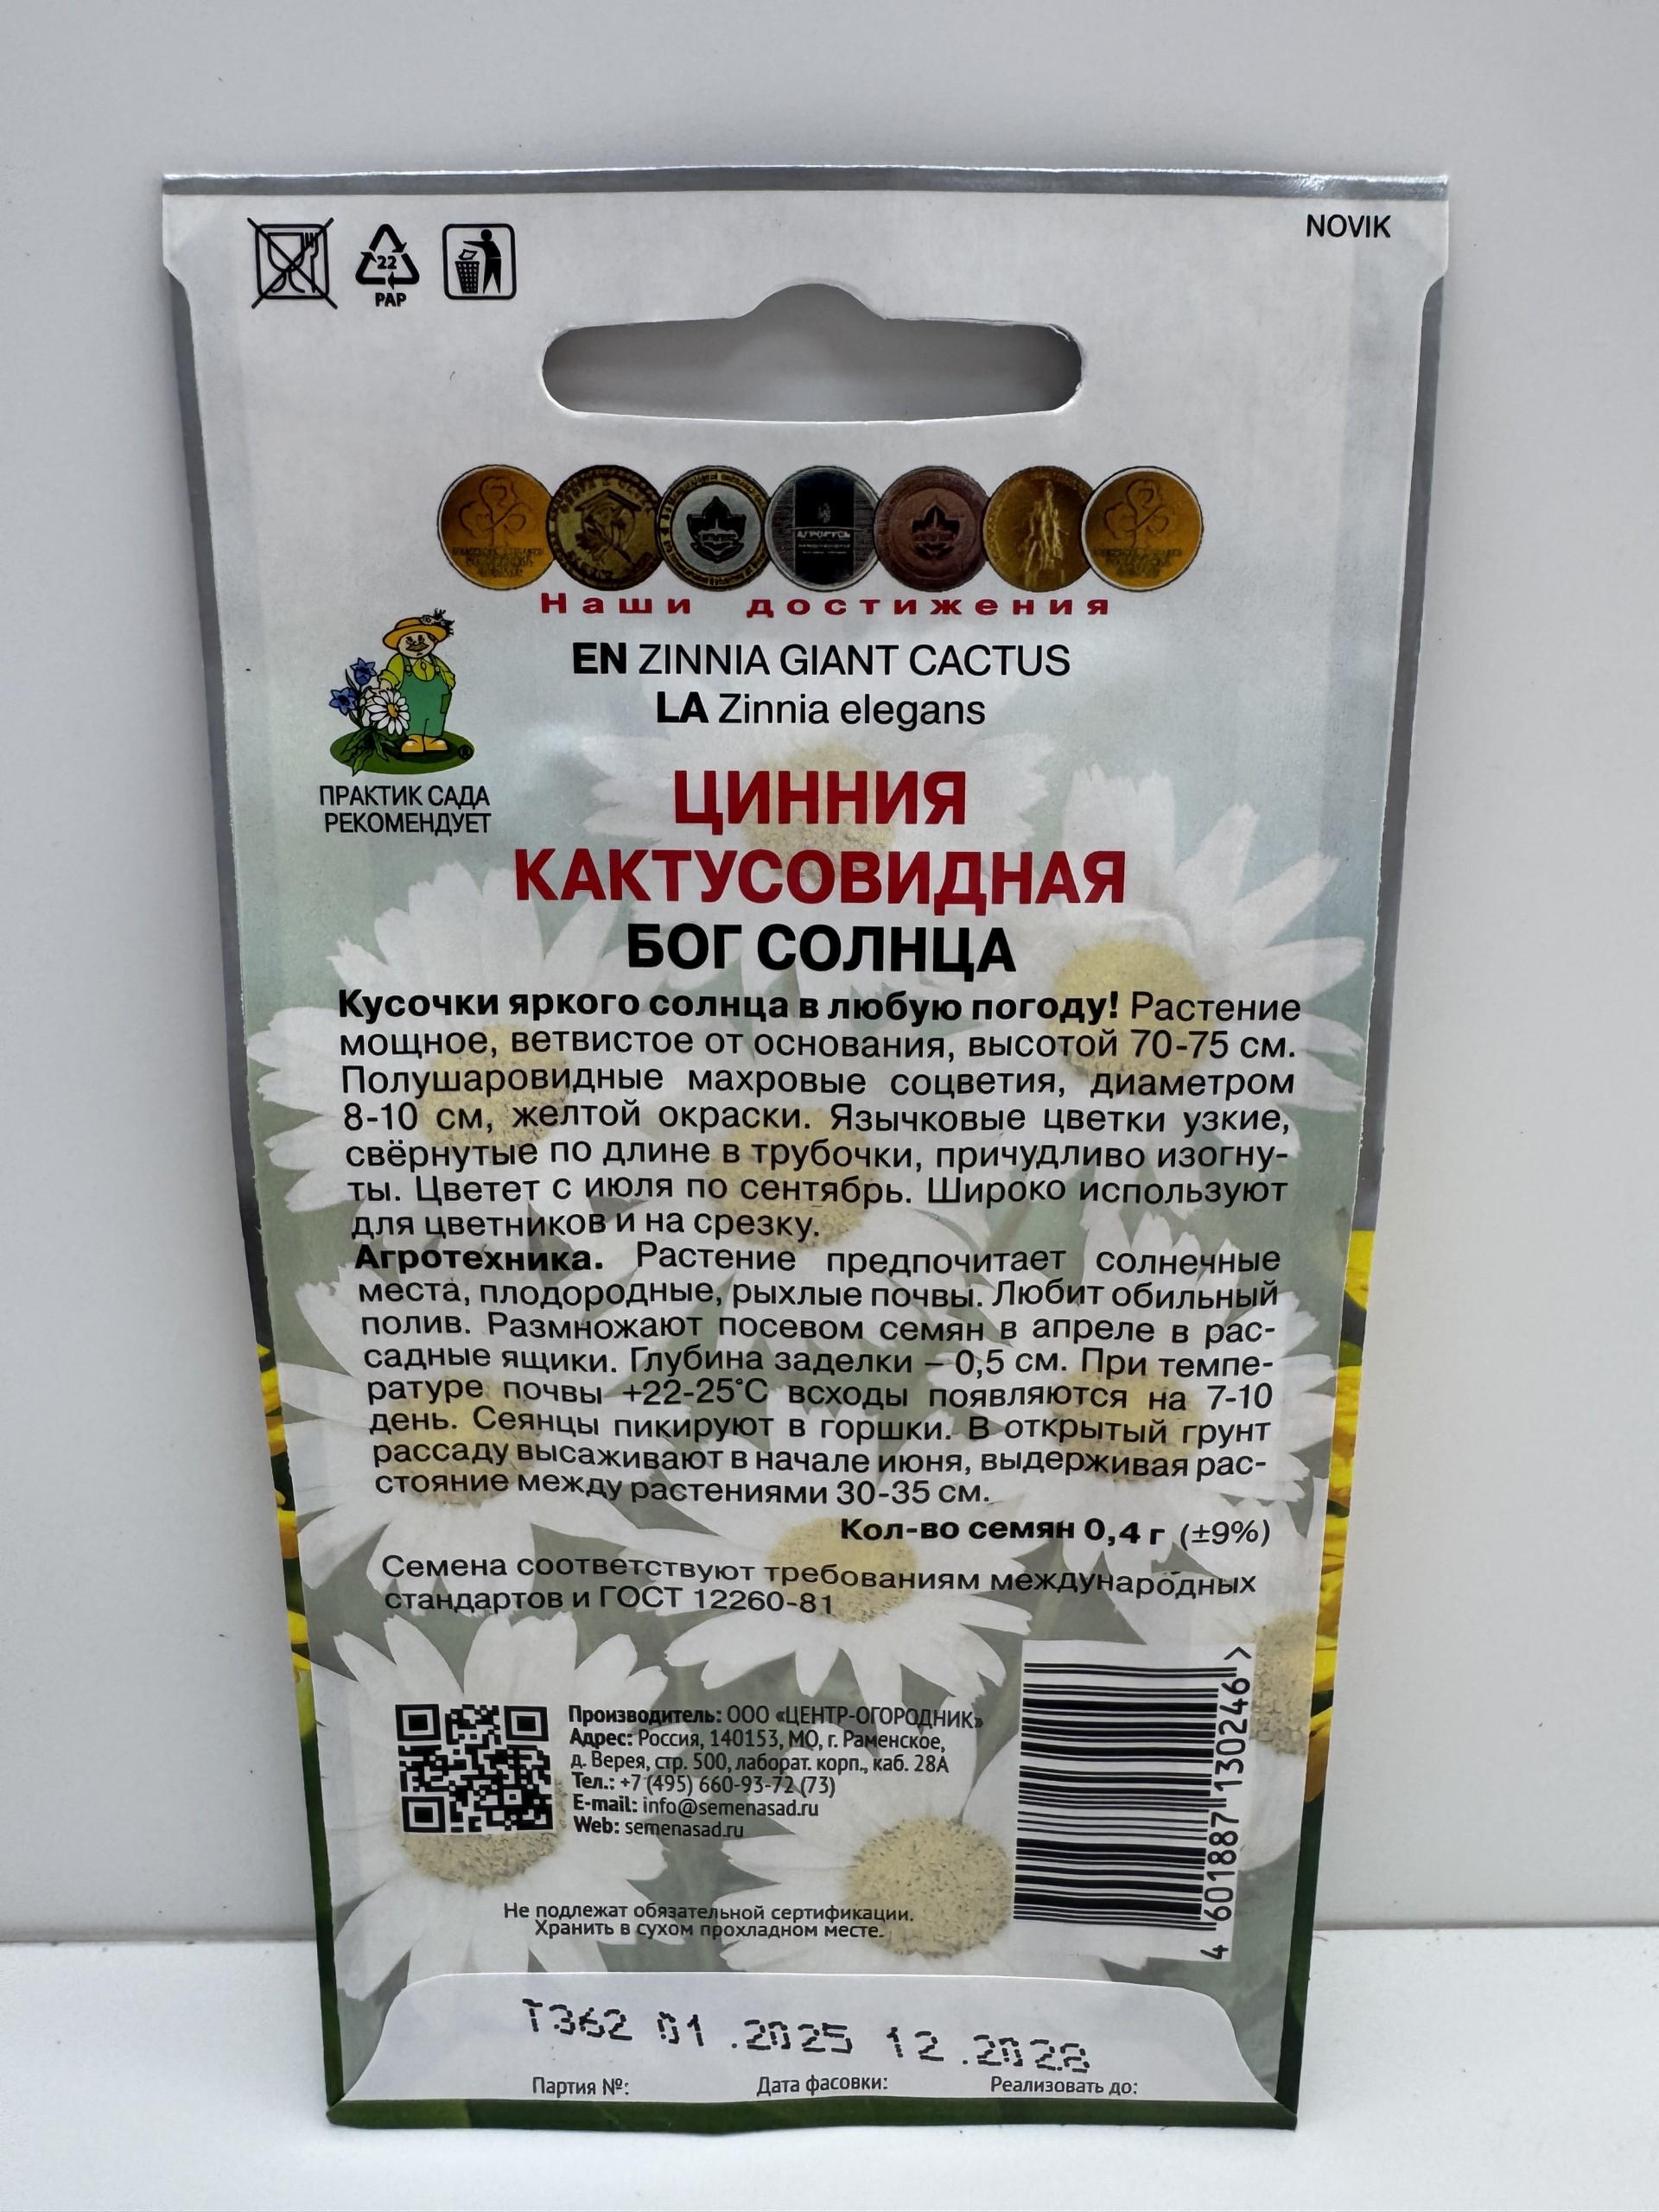 NOVIK
22
PAP
Наши достижения
EN ZINNIA GIANT CACTUS
LA Zinnia elegans
ПРАКТИК САДА
РЕКОМЕНДУЕТ
ЦИННИЯ
КАКТУСОВИДНАЯ
БОГ СОЛНЦА
Кусочки яркого солнца в любую погоду! Растение
мощное, ветвистое от основания, высотой 70-75 см.
Полушаровидные махровые соцветия, диаметром
8-10 см, желтой окраски. Язычковые цветки узкие,
свёрнутые по длине в трубочки, причудливо изогну-
ты. Цветет с июля по сентябрь. Широко используют
для цветников и на срезку.
Агротехника. Растение предпочитает солнечные
места, плодородные, рыхлые почвы. Любит обильный
полив. Размножают посевом семян в апреле в рас-
садные ящики. Глубина заделки – 0,5 см. При темпе-
ратуре почвы +22-25°С всходы появляются на 7-10
день. Сеянцы пикируют в горшки. В открытый грунт
рассаду высаживают в начале июня, выдерживая рас-
стояние между растениями 30-35 см.
Кол-во семян 0,4 г (±9%)
Семена соответствуют требованиям международных
стандартов и ГОСТ 12260-81
Производитель: ООО «ЦЕНТР-ОГОРОДНИК»
Адрес: Россия, 140153, МО, г. Раменское,
д. Верея, стр. 500, лаборат. корп., каб. 28А
Тел.: +7 (495) 660-93-72 (73)
E-mail: info@semenasad.ru
Web: semenasad.ru
4 601887 130246 >
Не подлежат обязательной сертификации.
Хранить в сухом прохладном месте.
Т362 01.2025 12.2028
Партия №: Дата фасовки: Реализовать до: